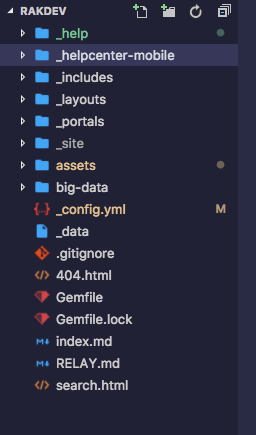 RAKDEV
_help
_helpcenter-mobile
_includes
_layouts
_portals
_site
assets
big-data
_config.yml M
_data
.gitignore
404.html
Gemfile
Gemfile.lock
index.md
RELAY.md
search.html